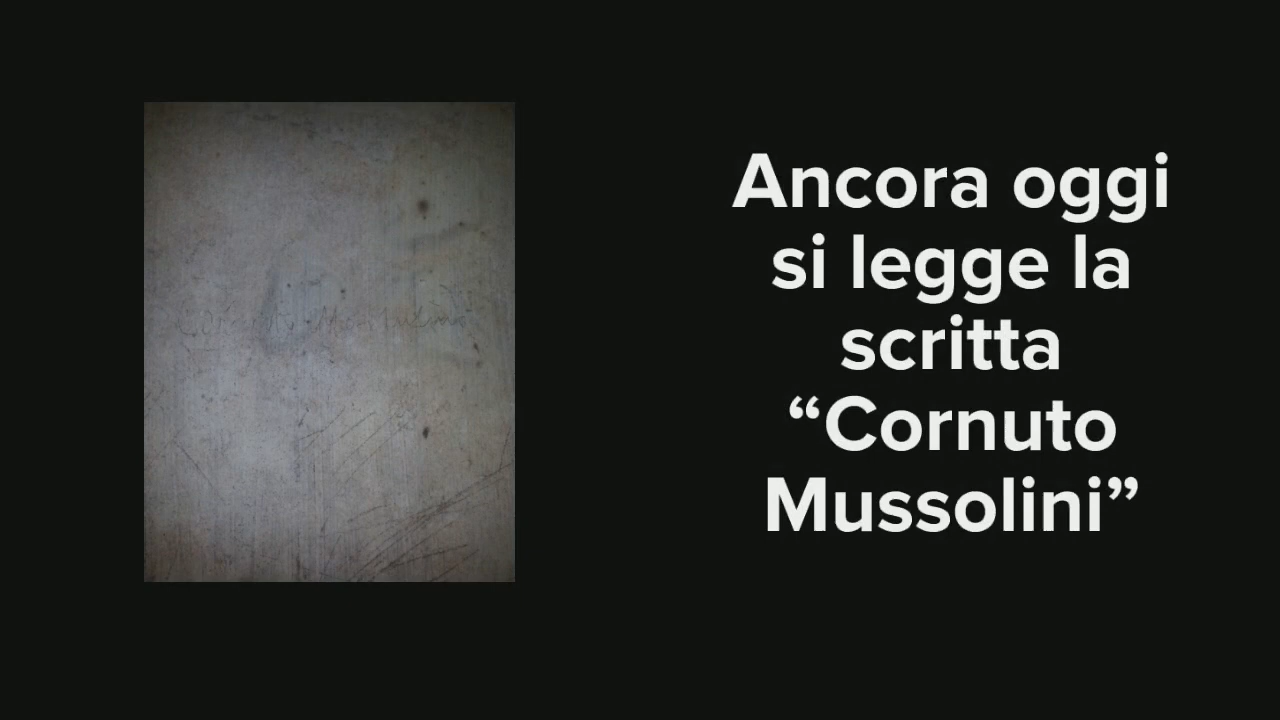 Ancora oggi
si legge la
scritta
“Cornuto
Mussolini”